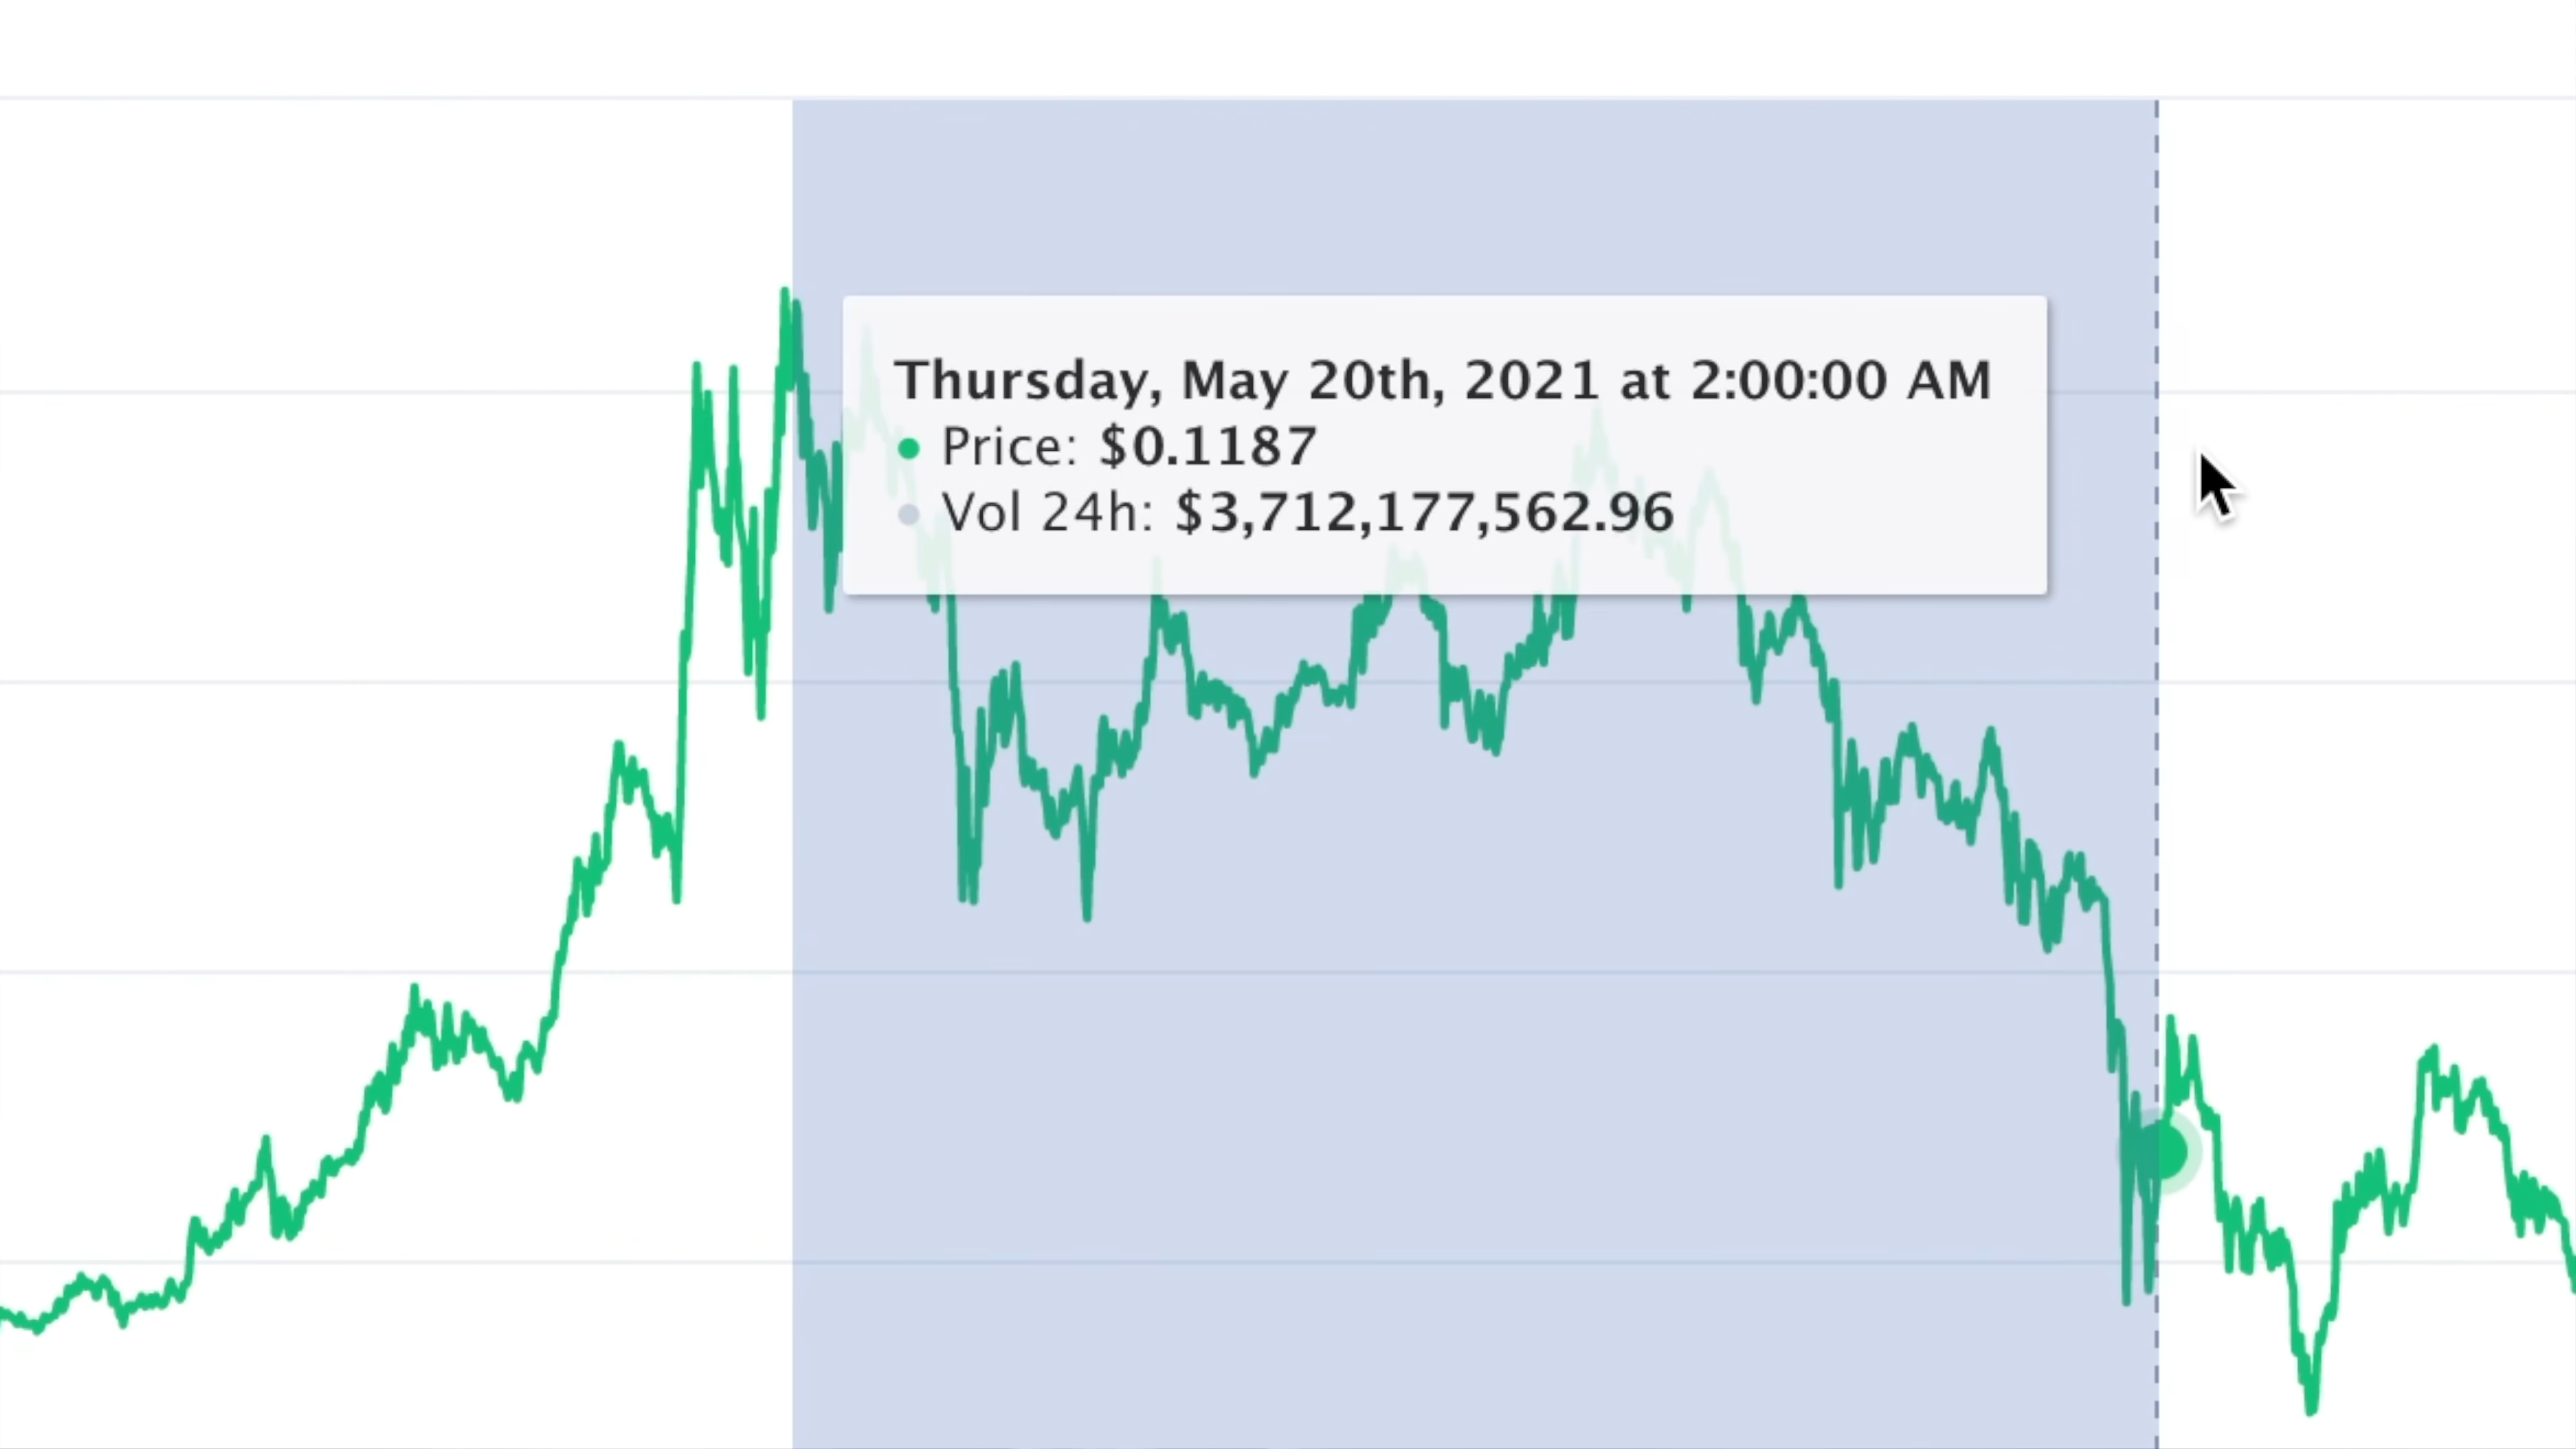 Thursday, May 20th, 2021 at 2:00:00 AM
Price: $0.1187
Vol 24h: $3,712,177,562.96